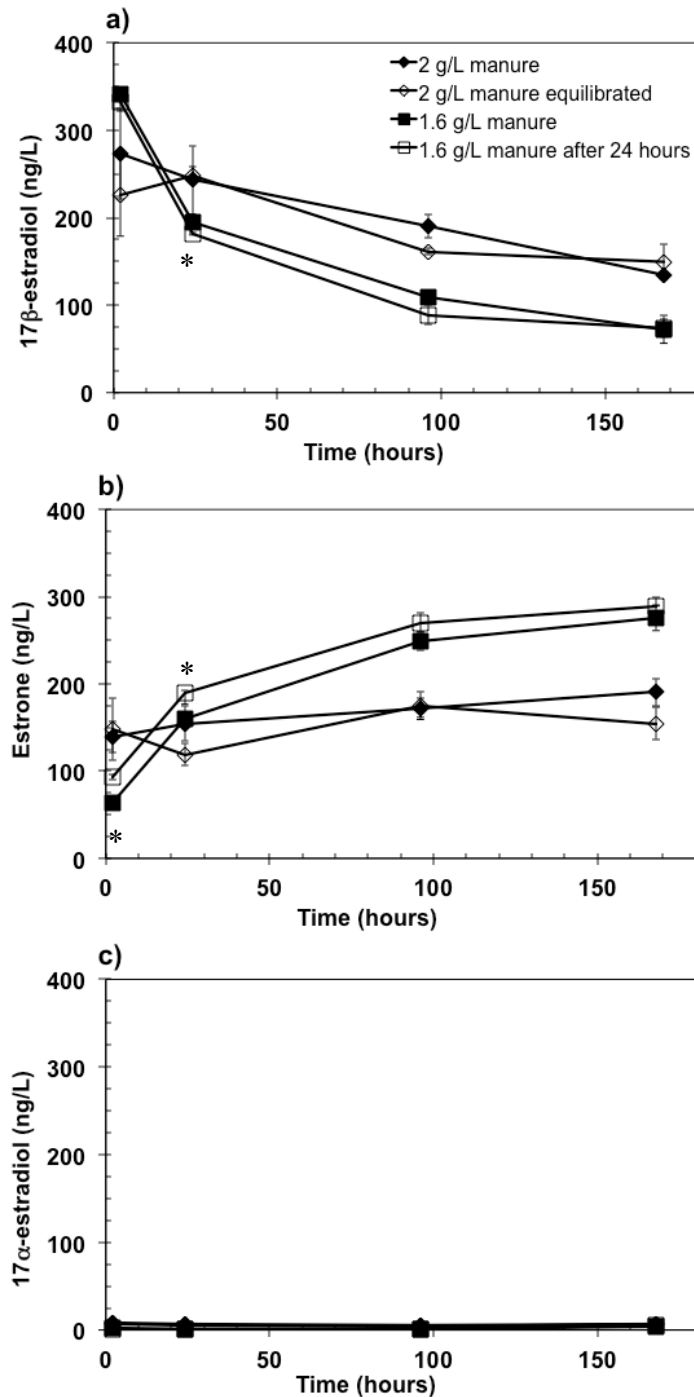 a)
400
300
200
100
0
17β-estradiol (ng/L)
2 g/L manure
2 g/L manure equilibrated
1.6 g/L manure
1.6 g/L manure after 24 hours
*
0 50 100 150
Time (hours)
b)
400
300
200
100
0
Estrone (ng/L)
*
*
0 50 100 150
Time (hours)
c)
400
300
200
100
0
17α-estradiol (ng/L)
0 50 100 150
Time (hours)